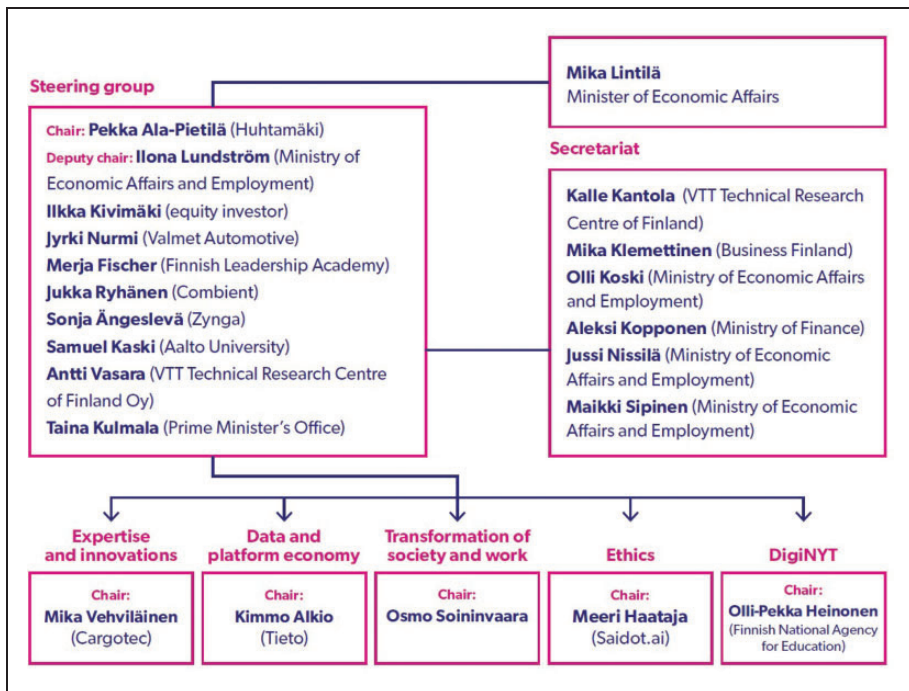 Steering group
Chair: Pekka Ala-Pietilä (Huhtamäki)
Deputy chair: Ilona Lundström (Ministry of
Economic Affairs and Employment)
Ilkka Kivimäki (equity investor)
Jyrki Nurmi (Valmet Automotive)
Merja Fischer (Finnish Leadership Academy)
Jukka Ryhänen (Combient)
Sonja Ängeslevä (Zynga)
Samuel Kaski (Aalto University)
Antti Vasara (VTT Technical Research Centre
of Finland Oy)
Taina Kulmala (Prime Minister's Office)
Mika Lintilä
Minister of Economic Affairs
Secretariat
Kalle Kantola (VTT Technical Research
Centre of Finland)
Mika Klemettinen (Business Finland)
Olli Koski (Ministry of Economic Affairs
and Employment)
Aleksi Kopponen (Ministry of Finance)
Jussi Nissilä (Ministry of Economic
Affairs and Employment)
Maikki Sipinen (Ministry of Economic
Affairs and Employment)
Expertise
and innovations
Chair:
Mika Vehviläinen
(Cargotec)
Data and
platform economy
Chair:
Kimmo Alkio
(Tieto)
Transformation of
society and work
Chair:
Osmo Soininvaara
Ethics
Chair:
Meeri Haataja
(Saidot.ai)
DigiNYT
Chair:
Olli-Pekka Heinonen
(Finnish National Agency
for Education)